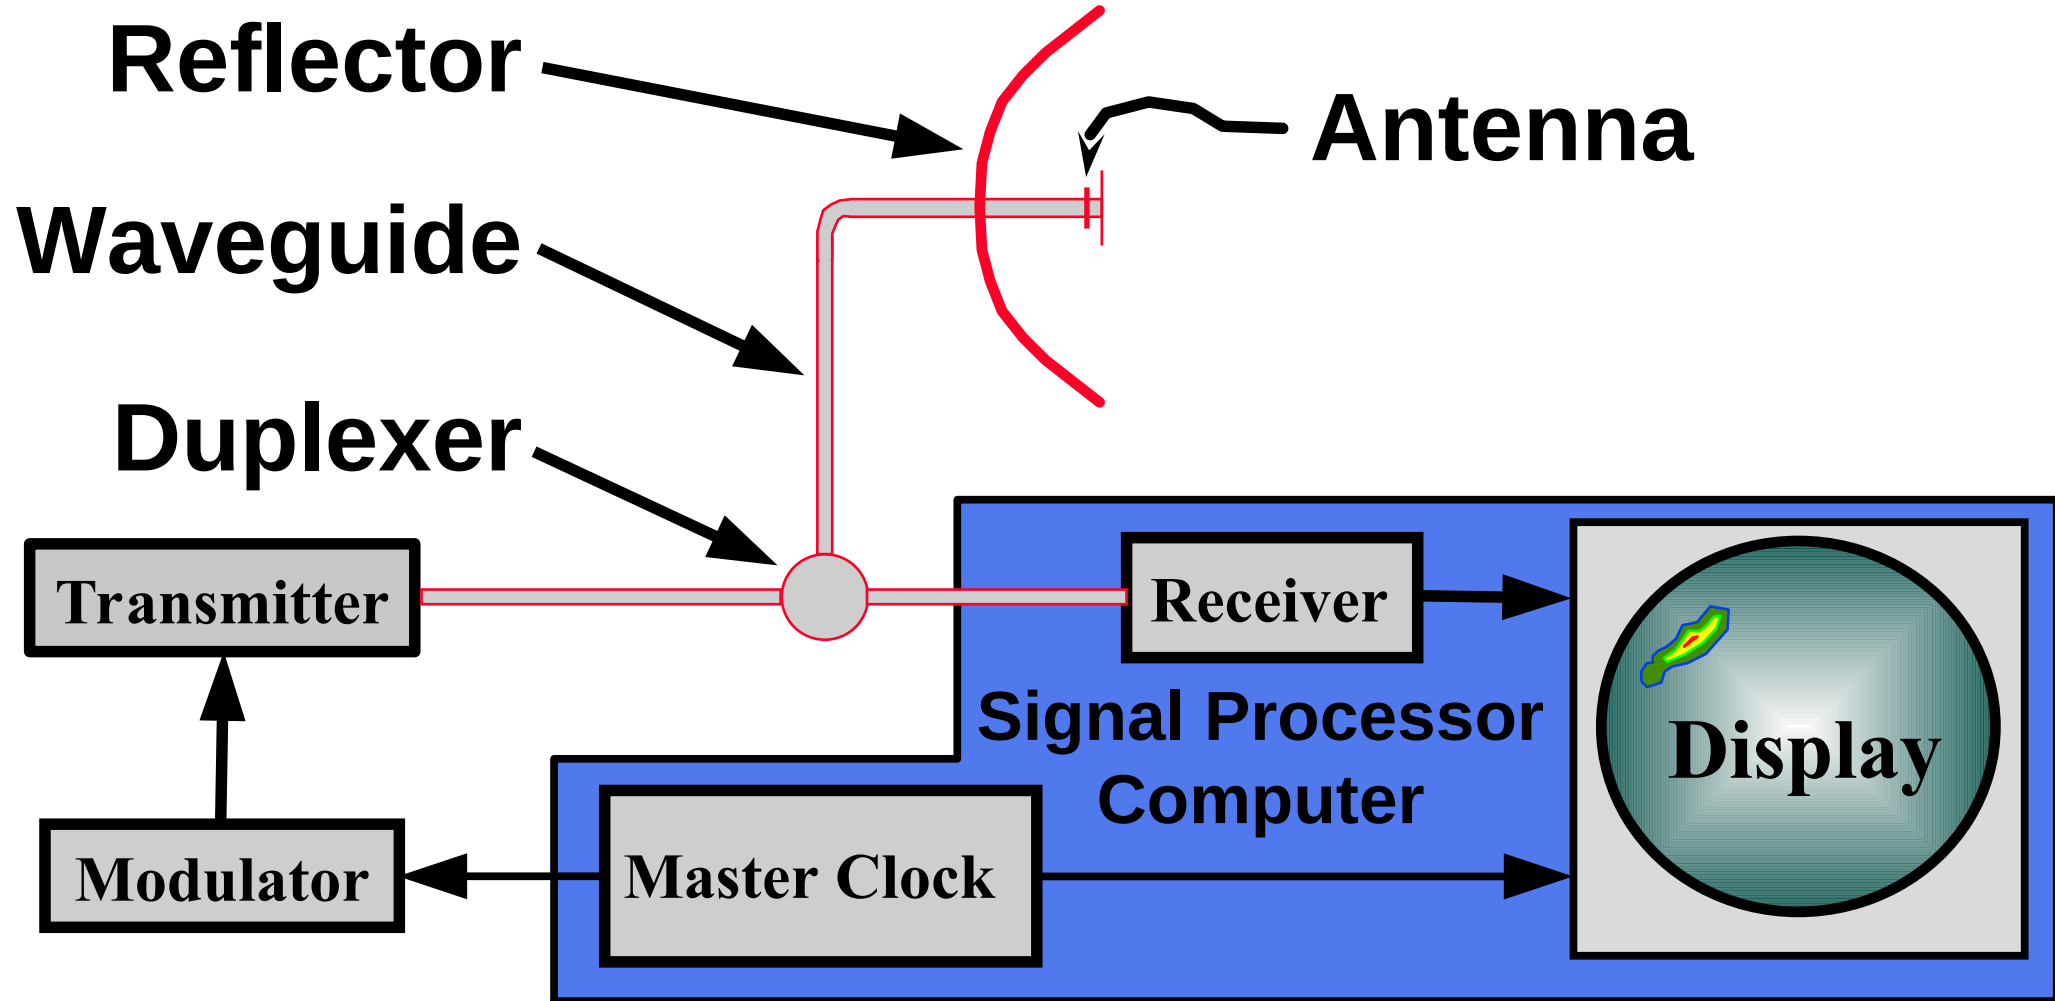 Reflector
Antenna
Waveguide
Duplexer
Transmitter
Receiver
Signal Processor
Computer
Display
Modulator
Master Clock